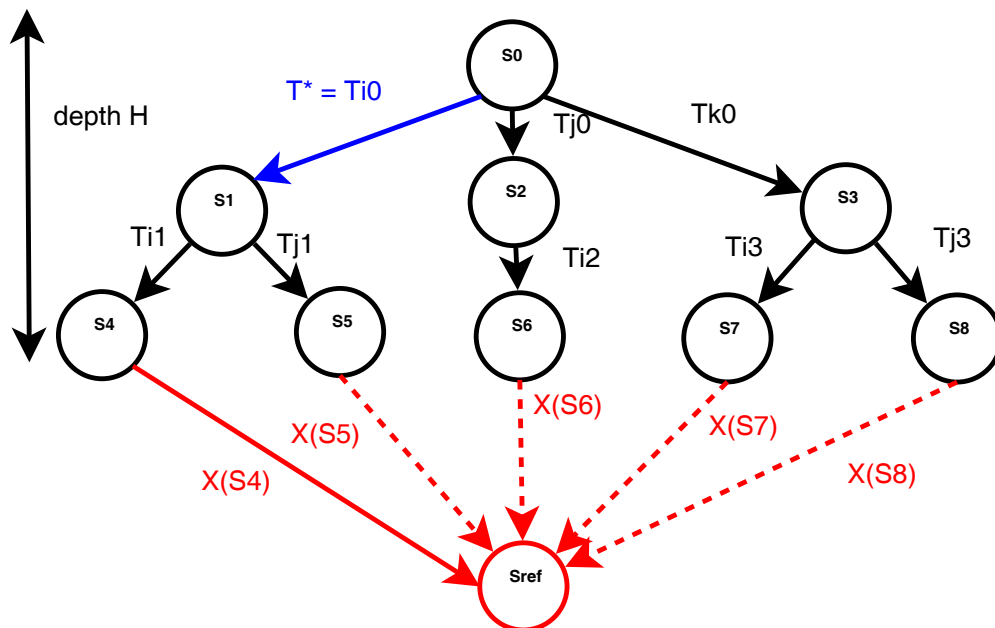 S0
T* = Ti0
depth H
Tj0
Tk0
S1
S2
S3
Ti1
Tj1
Ti2
Ti3
Tj3
S4
S5
S6
S7
S8
X(S4)
X(S5)
X(S6)
X(S7)
X(S8)
Sref